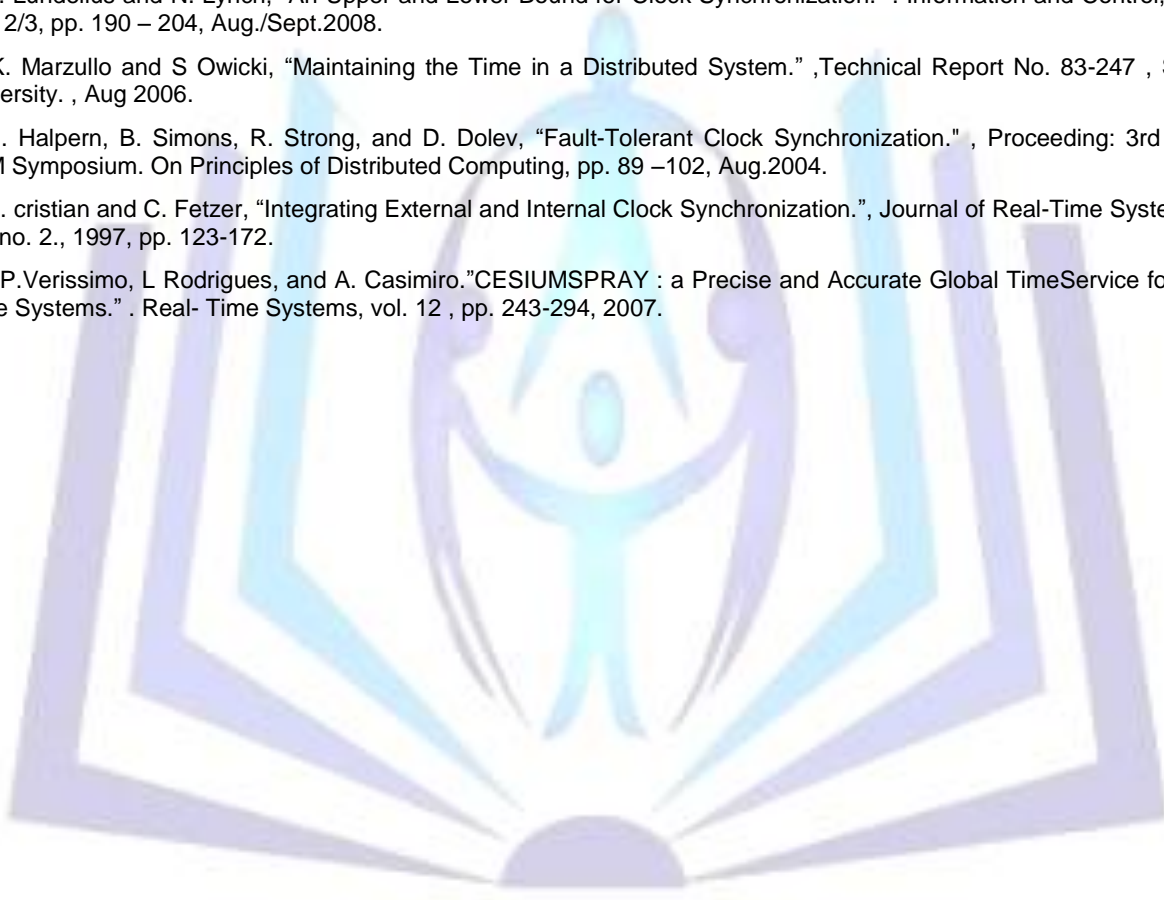 Lundelius and N. Lynch, "An Upper and Lower Bound for Clock Synchronization." . Information and Control,
2/3, pp. 190 – 204, Aug./Sept.2008.
K. Marzullo and S Owicki, “Maintaining the Time in a Distributed System.” ,Technical Report No. 83-247 ,
ersity. , Aug 2006.
. Halpern, B. Simons, R. Strong, and D. Dolev, “Fault-Tolerant Clock Synchronization." , Proceeding: 3rd
M Symposium. On Principles of Distributed Computing, pp. 89 –102, Aug.2004.
. cristian and C. Fetzer, “Integrating External and Internal Clock Synchronization.”, Journal of Real-Time Syste
no. 2., 1997, pp. 123-172.
P.Verissimo, L Rodrigues, and A. Casimiro.”CESIUMSPRAY : a Precise and Accurate Global TimeService fo
e Systems.” . Real- Time Systems, vol. 12 , pp. 243-294, 2007.